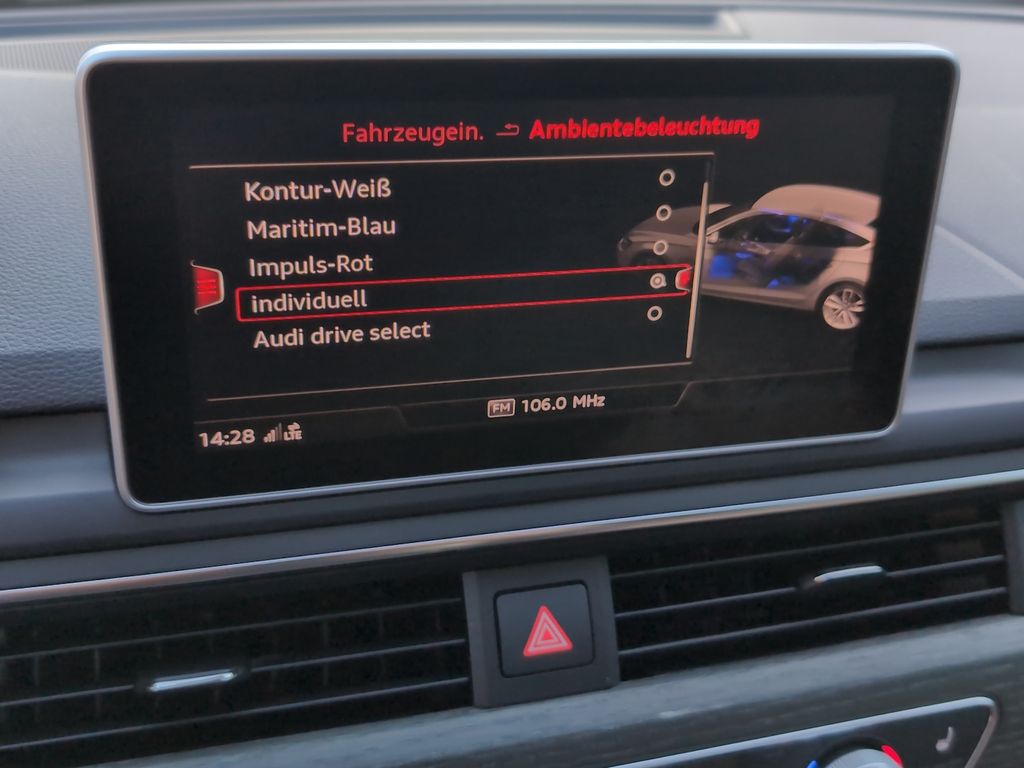 Fahrzeugein. Ambientebeleuchtung
Kontur-Weiß
Maritim-Blau
Impuls-Rot
individuell
Audi drive select
FM 106.0 MHz
14:28 LTE